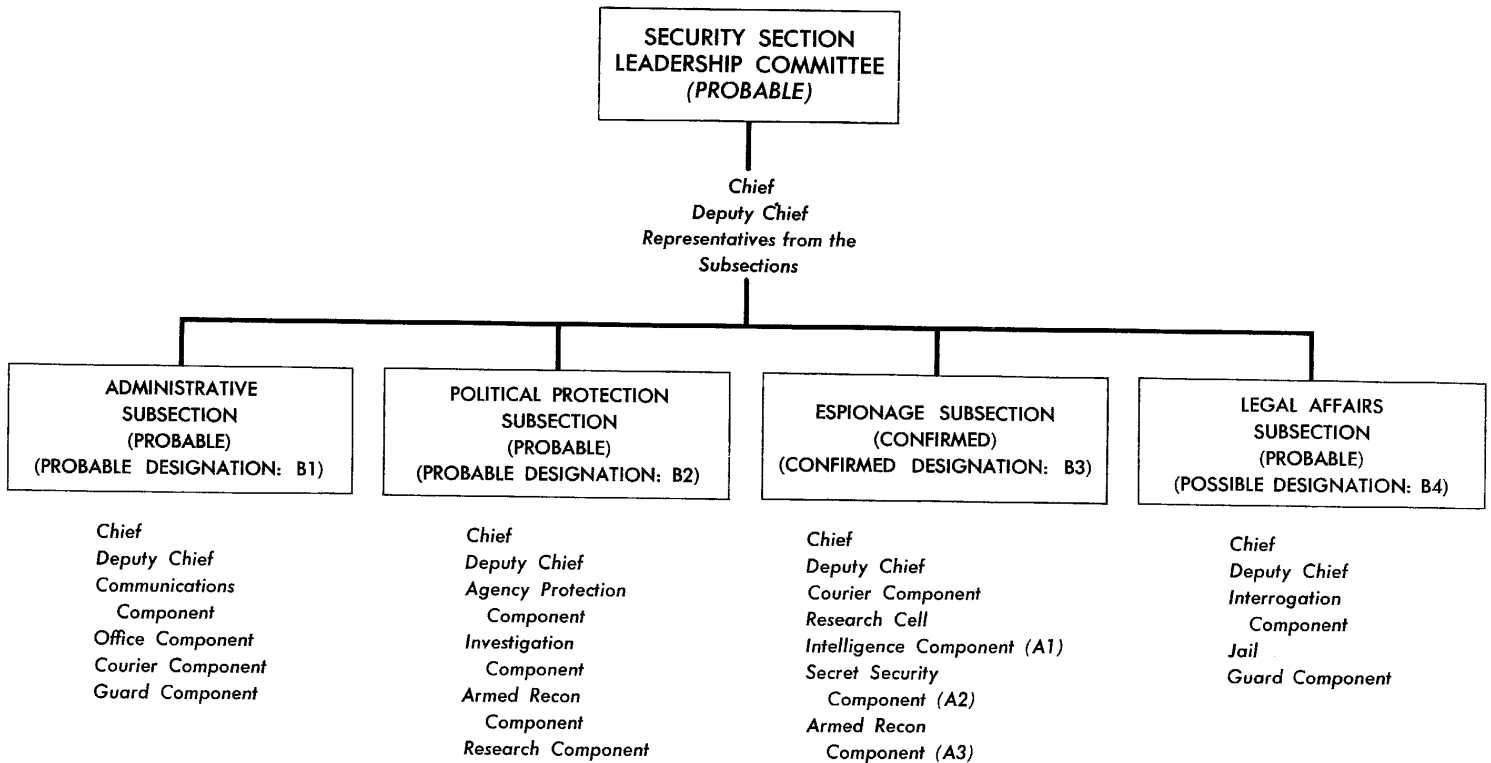 SECURITY SECTION
LEADERSHIP COMMITTEE
(PROBABLE)
Chief
Deputy Chief
Representatives from the
Subsections
ADMINISTRATIVE
SUBSECTION
(PROBABLE)
(PROBABLE DESIGNATION: B1)
Chief
Deputy Chief
Communications
Component
Office Component
Courier Component
Guard Component
POLITICAL PROTECTION
SUBSECTION
(PROBABLE)
(PROBABLE DESIGNATION: B2)
Chief
Deputy Chief
Agency Protection
Component
Investigation
Component
Armed Recon
Component
Research Component
ESPIONAGE SUBSECTION
(CONFIRMED)
(CONFIRMED DESIGNATION: B3)
Chief
Deputy Chief
Courier Component
Research Cell
Intelligence Component (A1)
Secret Security
Component (A2)
Armed Recon
Component (A3)
LEGAL AFFAIRS
SUBSECTION
(PROBABLE)
(POSSIBLE DESIGNATION: B4)
Chief
Deputy Chief
Interrogation
Component
Jail
Guard Component